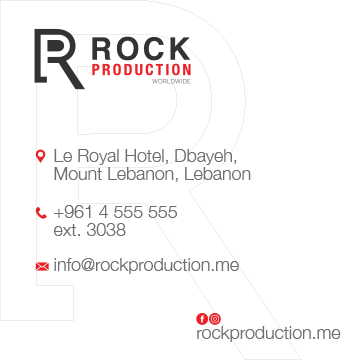 R ROCK
PRODUCTION
WORLDWIDE
Le Royal Hotel, Dbayeh,
Mount Lebanon, Lebanon
+961 4 555 555
ext. 3038
info@rockproduction.me
rockproduction.me